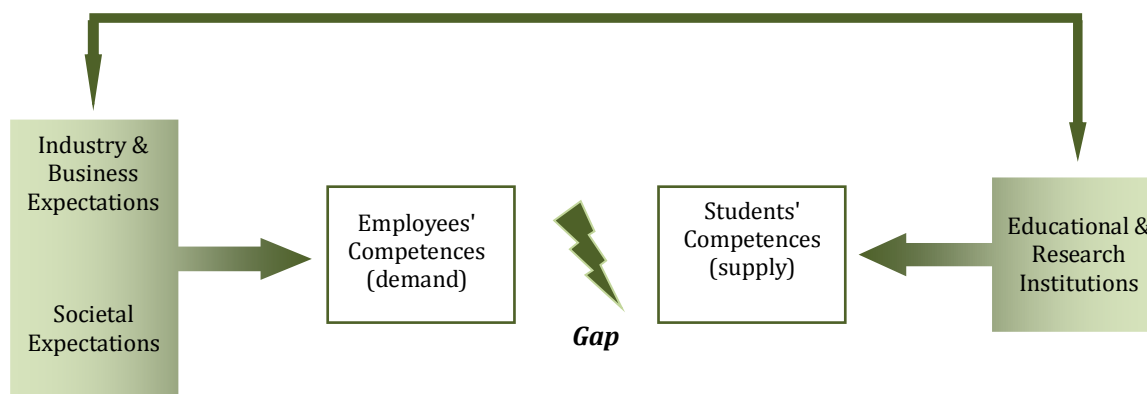 Industry &
Business
Expectations
Societal
Expectations
Employees'
Competences
(demand)
Gap
Students'
Competences
(supply)
Educational &
Research
Institutions